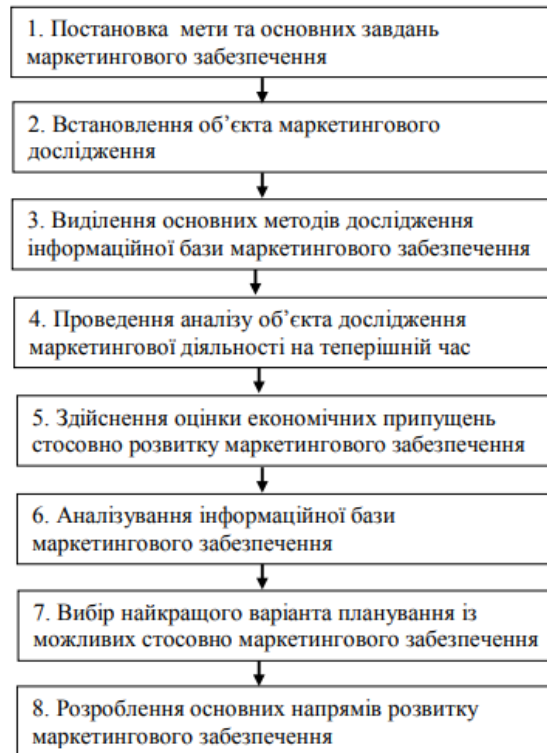 1. Постановка мети та основних завдань
маркетингового забезпечення
2. Встановлення об’єкта маркетингового
дослідження
3. Виділення основних методів дослідження
інформаційної бази маркетингового забезпечення
4. Проведення аналізу об’єкта дослідження
маркетингової діяльності на теперішній час
5. Здійснення оцінки економічних припущень
стосовно розвитку маркетингового забезпечення
6. Аналізування інформаційної бази
маркетингового забезпечення
7. Вибір найкращого варіанта планування із
можливих стосовно маркетингового забезпечення
8. Розроблення основних напрямів розвитку
маркетингового забезпечення